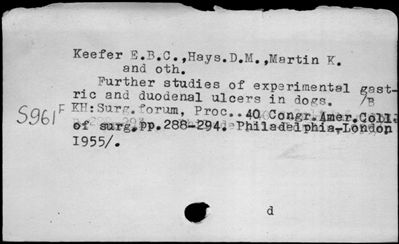 Keefer E.B.C., Hays.D.M., Martin K.
and oth.
Further studies of experimental gast-
ric and duodenal ulcers in dogs.
/B
KH: Surg.forum, Proc..40 Congr.Amer.Coll.
S961F
of surg.pp.288-294. Philadelphia-London
1955/.
d